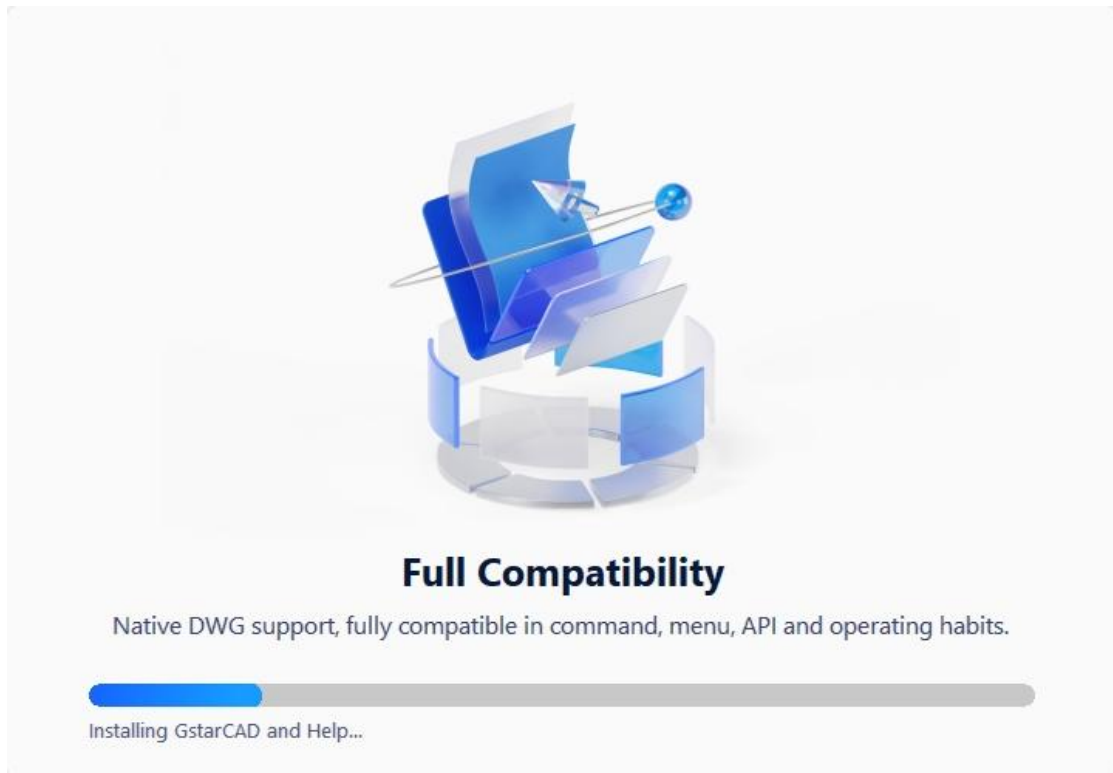 Full Compatibility
Native DWG support, fully compatible in command, menu, API and operating habits.
Installing GstarCAD and Help...